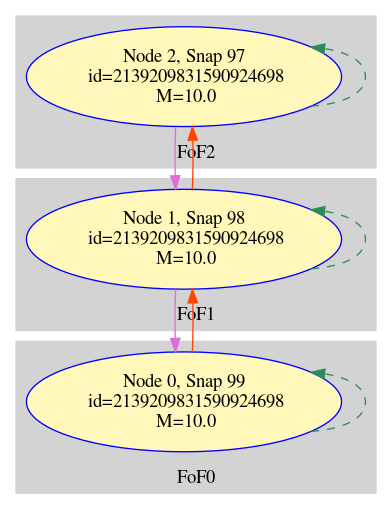 Node 2, Snap 97
id=2139209831590924698
M=10.0
FoF2
Node 1, Snap 98
id=2139209831590924698
M=10.0
FoF1
Node 0, Snap 99
id=2139209831590924698
M=10.0
FoF0